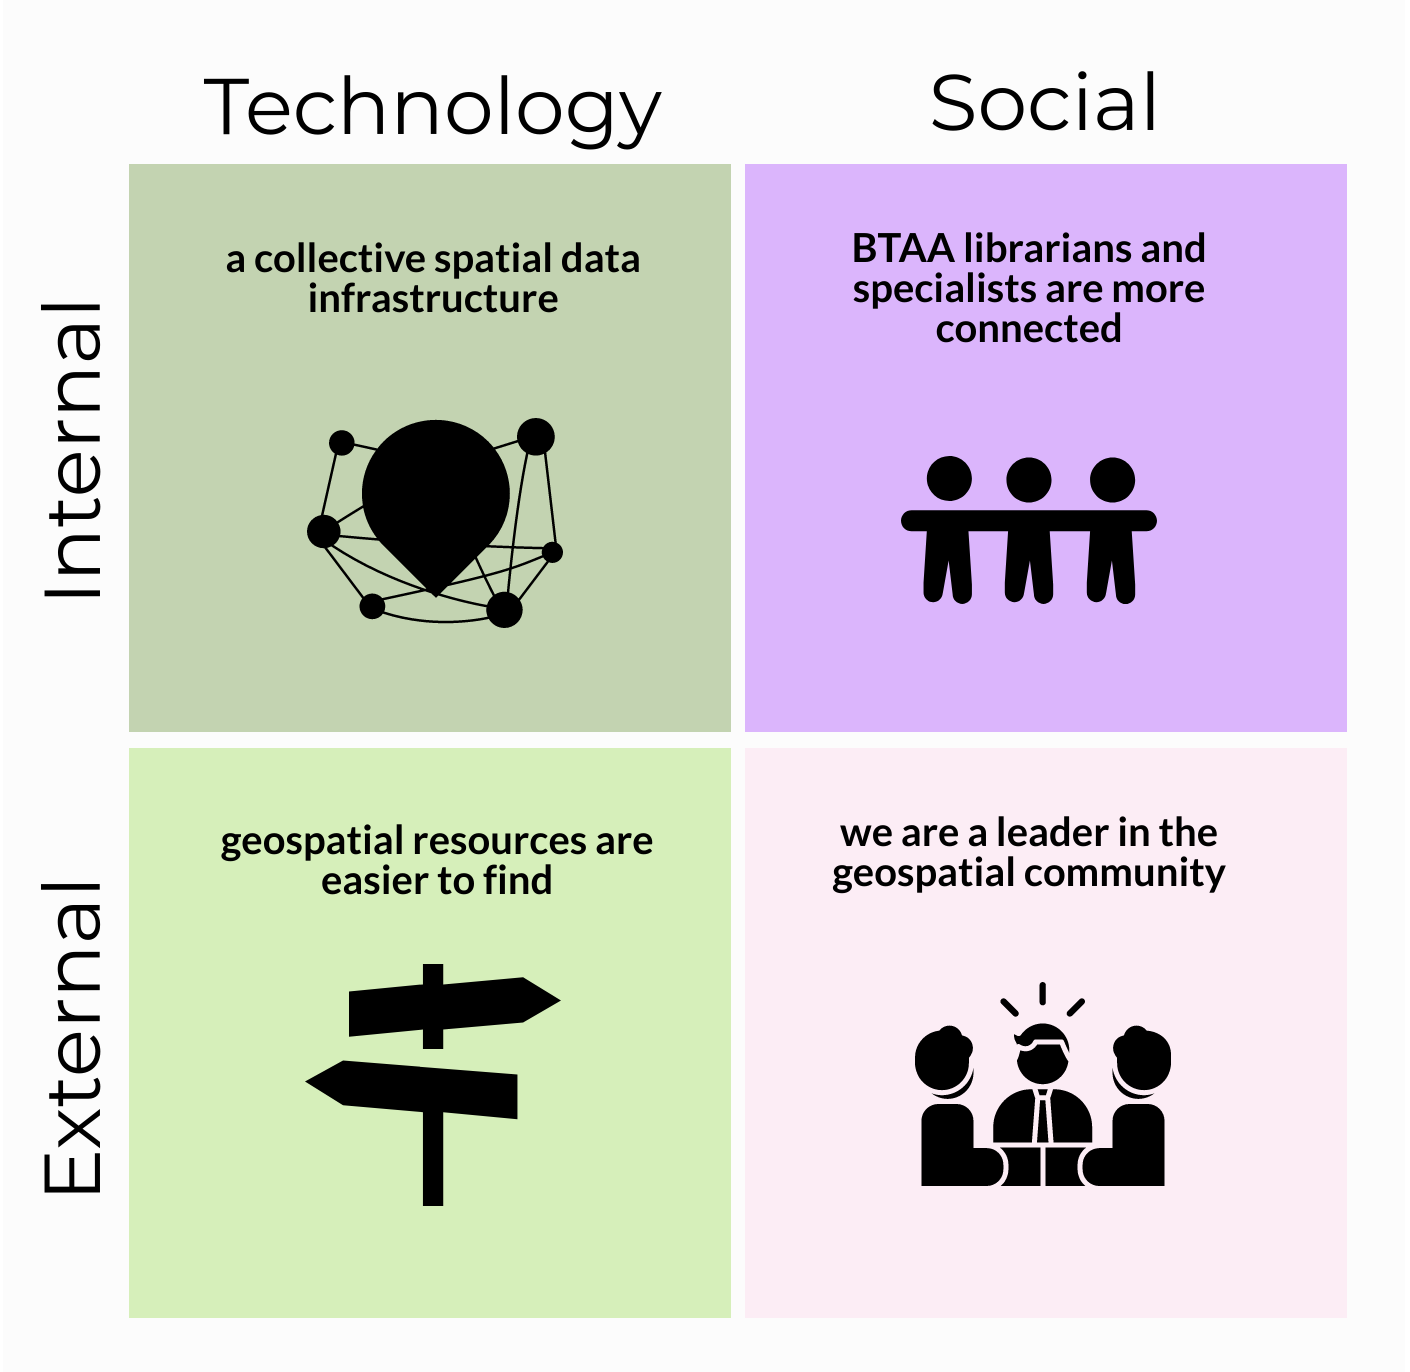 Technology
Social
Internal
a collective spatial data
infrastructure
BTAA librarians and
specialists are more
connected
External
geospatial resources are
easier to find
we are a leader in the
geospatial community